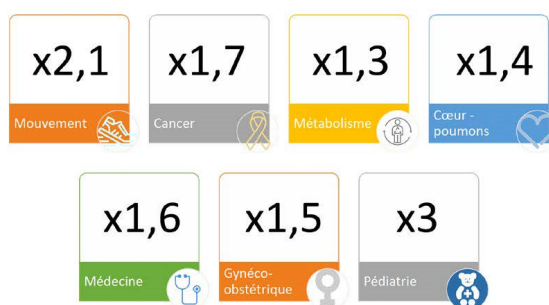 x2,1
Mouvement
x1,7
Cancer
x1,3
Métabolisme
x1,4
Cœur -
poumons
x1,6
Médecine
x1,5
Gynéco-
obstétrique
x3
Pédiatrie